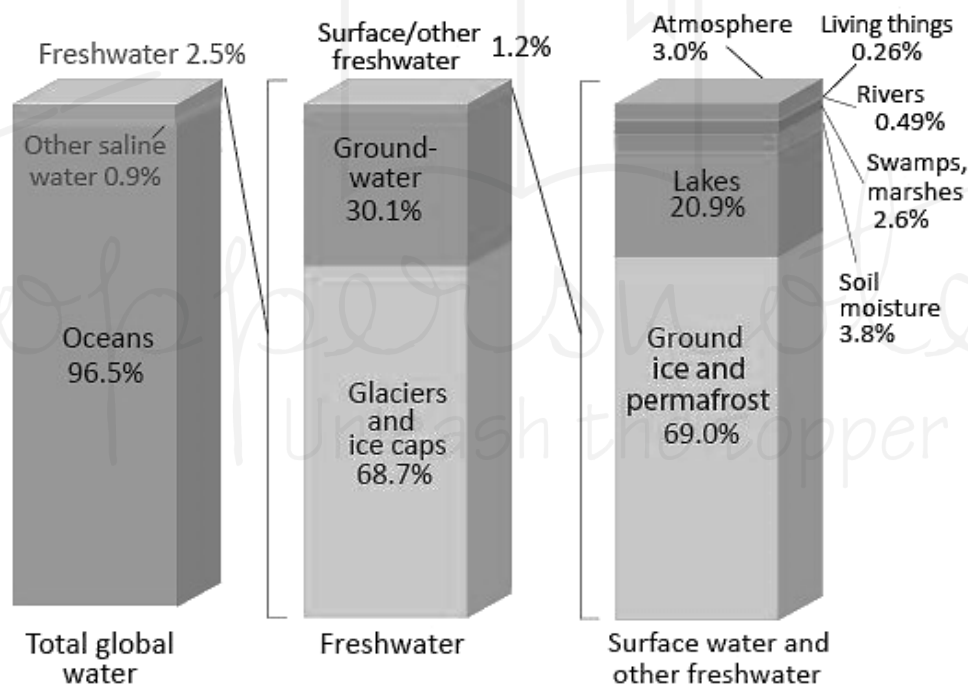 Freshwater 2.5%
Other saline
water 0.9%
Oceans
96.5%
Total global
water
Surface/other
freshwater 1.2%
Ground-
water
30.1%
Glaciers
and
ice caps
68.7%
Freshwater
Atmosphere
3.0%
Living things
0.26%
Rivers
0.49%
Swamps,
marshes
2.6%
Soil
moisture
3.8%
Lakes
20.9%
Ground
ice and
permafrost
69.0%
Surface water and
other freshwater